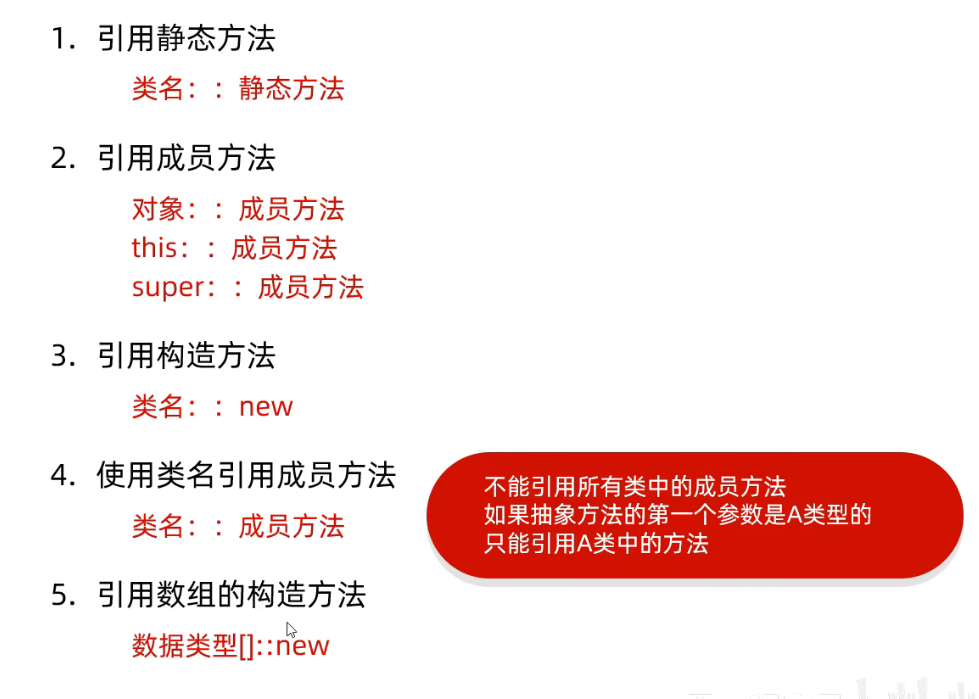 1. 引用静态方法
类名：：静态方法
2. 引用成员方法
对象：：成员方法
this：：成员方法
super：：成员方法
3. 引用构造方法
类名：：new
4. 使用类名引用成员方法
类名：：成员方法
不能引用所有类中的成员方法
如果抽象方法的第一个参数是A类型的
只能引用A类中的方法
5. 引用数组的构造方法
数据类型[]::new